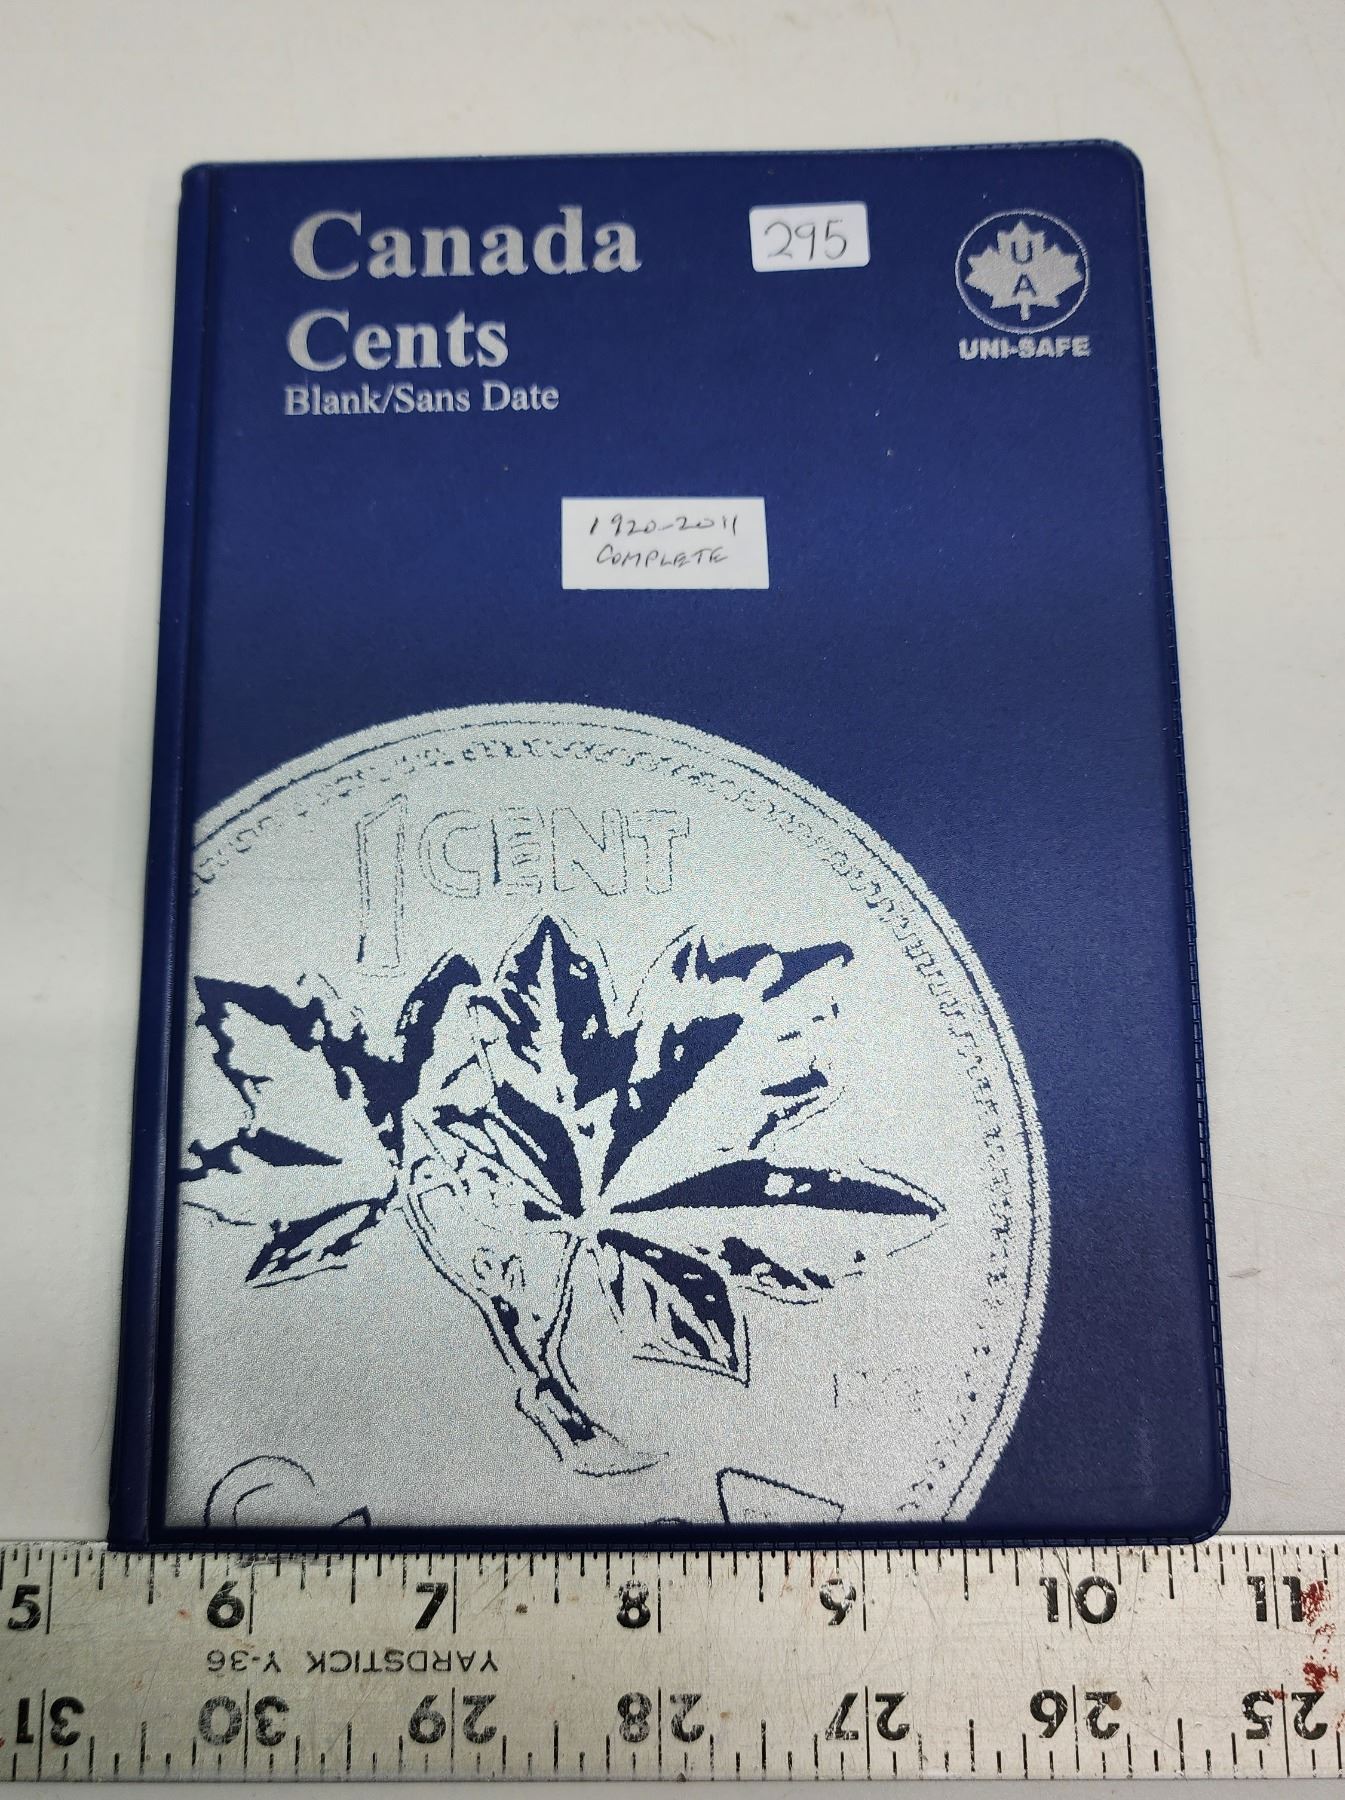 Canada
Cents
Blank/Sans Date
295
U
A
UNI-SAFE
1920-2011
COMPLETE
1 CENT
5 6 7 8 9 10 11
YARDSTICK Y-36
31 30 29 28 27 26 25